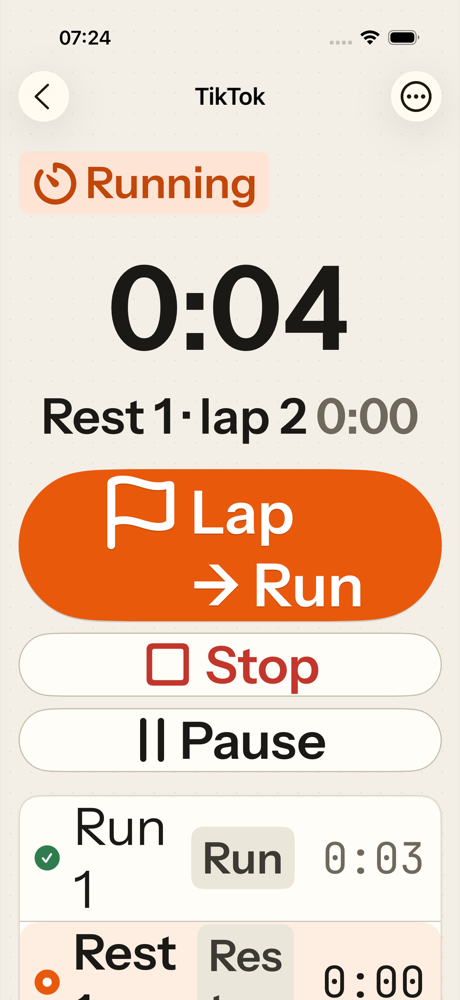 07:24
TikTok
Running
0:04
Rest 1 · lap 2 0:00
Lap
→ Run
Stop
Pause
Run
1
Run
0:03
Rest
1
Res
t
0:00